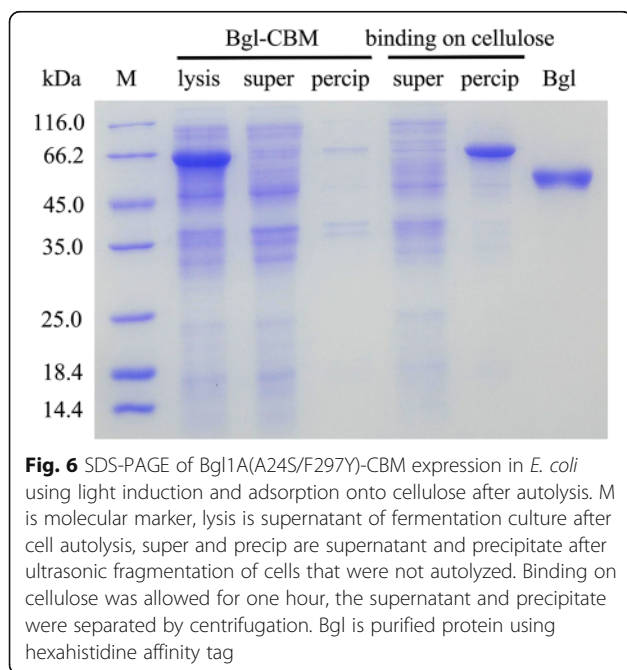 Bgl-CBM binding on cellulose
kDa M lysis super percip super percip Bgl
116.0
66.2
45.0
35.0
25.0
18.4
14.4
Fig. 6 SDS-PAGE of Bgl1A(A24S/F297Y)-CBM expression in E. coli
using light induction and adsorption onto cellulose after autolysis. M
is molecular marker, lysis is supernatant of fermentation culture after
cell autolysis, super and precip are supernatant and precipitate after
ultrasonic fragmentation of cells that were not autolyzed. Binding on
cellulose was allowed for one hour, the supernatant and precipitate
were separated by centrifugation. Bgl is purified protein using
hexahistidine affinity tag